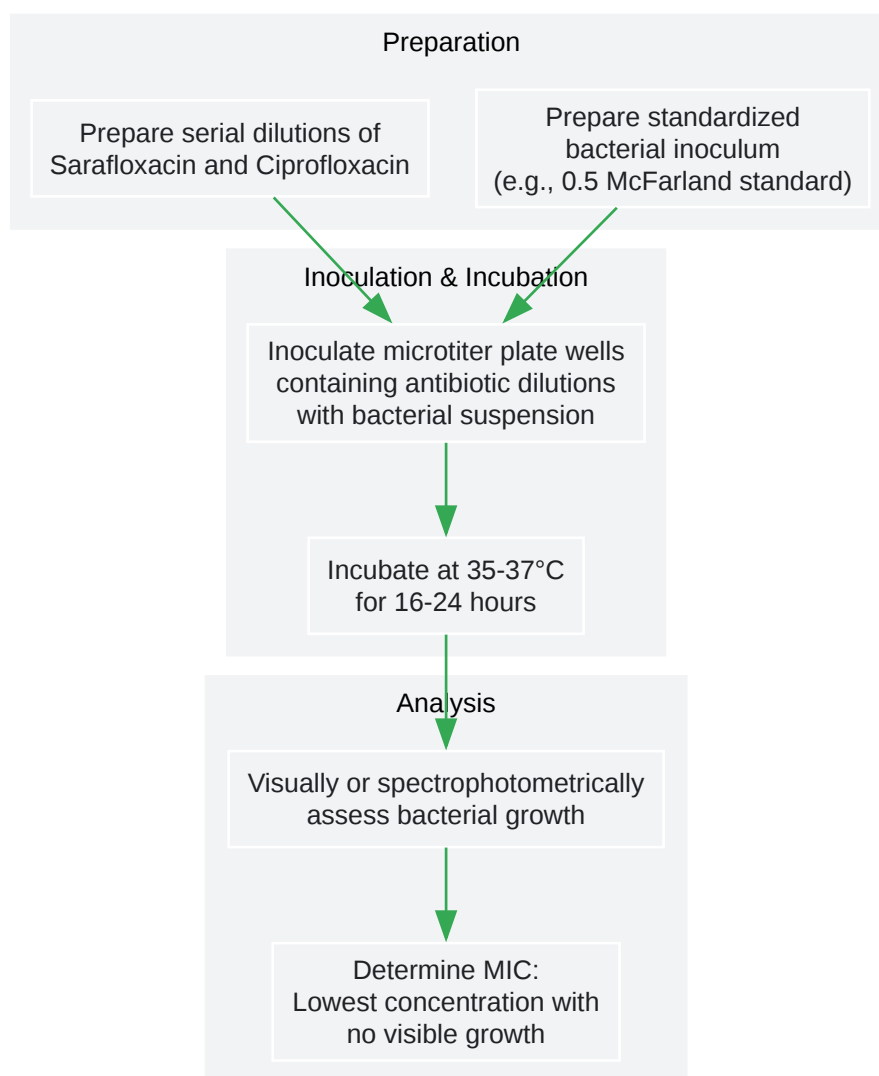 Preparation
Prepare serial dilutions of
Sarafloxacin and Ciprofloxacin
Prepare standardized
bacterial inoculum
(e.g., 0.5 McFarland standard)
Inoculation & Incubation
Inoculate microtiter plate wells
containing antibiotic dilutions
with bacterial suspension
Incubate at 35-37°C
for 16-24 hours
Analysis
Visually or spectrophotometrically
assess bacterial growth
Determine MIC:
Lowest concentration with
no visible growth